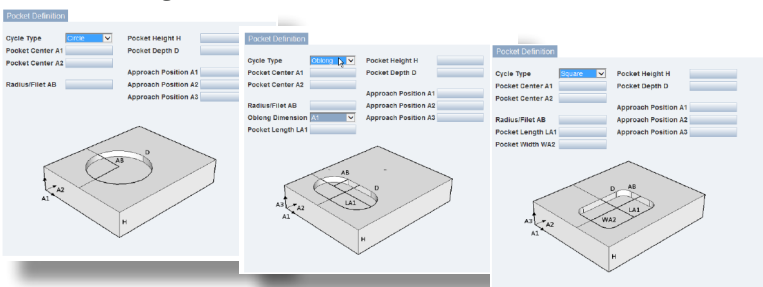 Pocket Definition
Cycle Type Circle Pocket Height H
Pocket Center A1 Pocket Depth D
Pocket Center A2
Approach Position A1
Radius/Filet AB Approach Position A2
Approach Position A3
AB
D
A2
A1
H
Pocket Definition
Cycle Type Oblong Pocket Height H
Pocket Center A1 Pocket Depth D
Pocket Center A2
Approach Position A1
Radius/Filet AB Approach Position A2
Oblong Dimension A1 Approach Position A3
Pocket Length LA1
AB
D
LA1
A3
A2
A1
H
Pocket Definition
Cycle Type Square Pocket Height H
Pocket Center A1 Pocket Depth D
Pocket Center A2
Approach Position A1
Radius/Filet AB Approach Position A2
Pocket Length LA1 Approach Position A3
Pocket Width WA2
D AB
LA1
WA2
A3
A2
A1
H